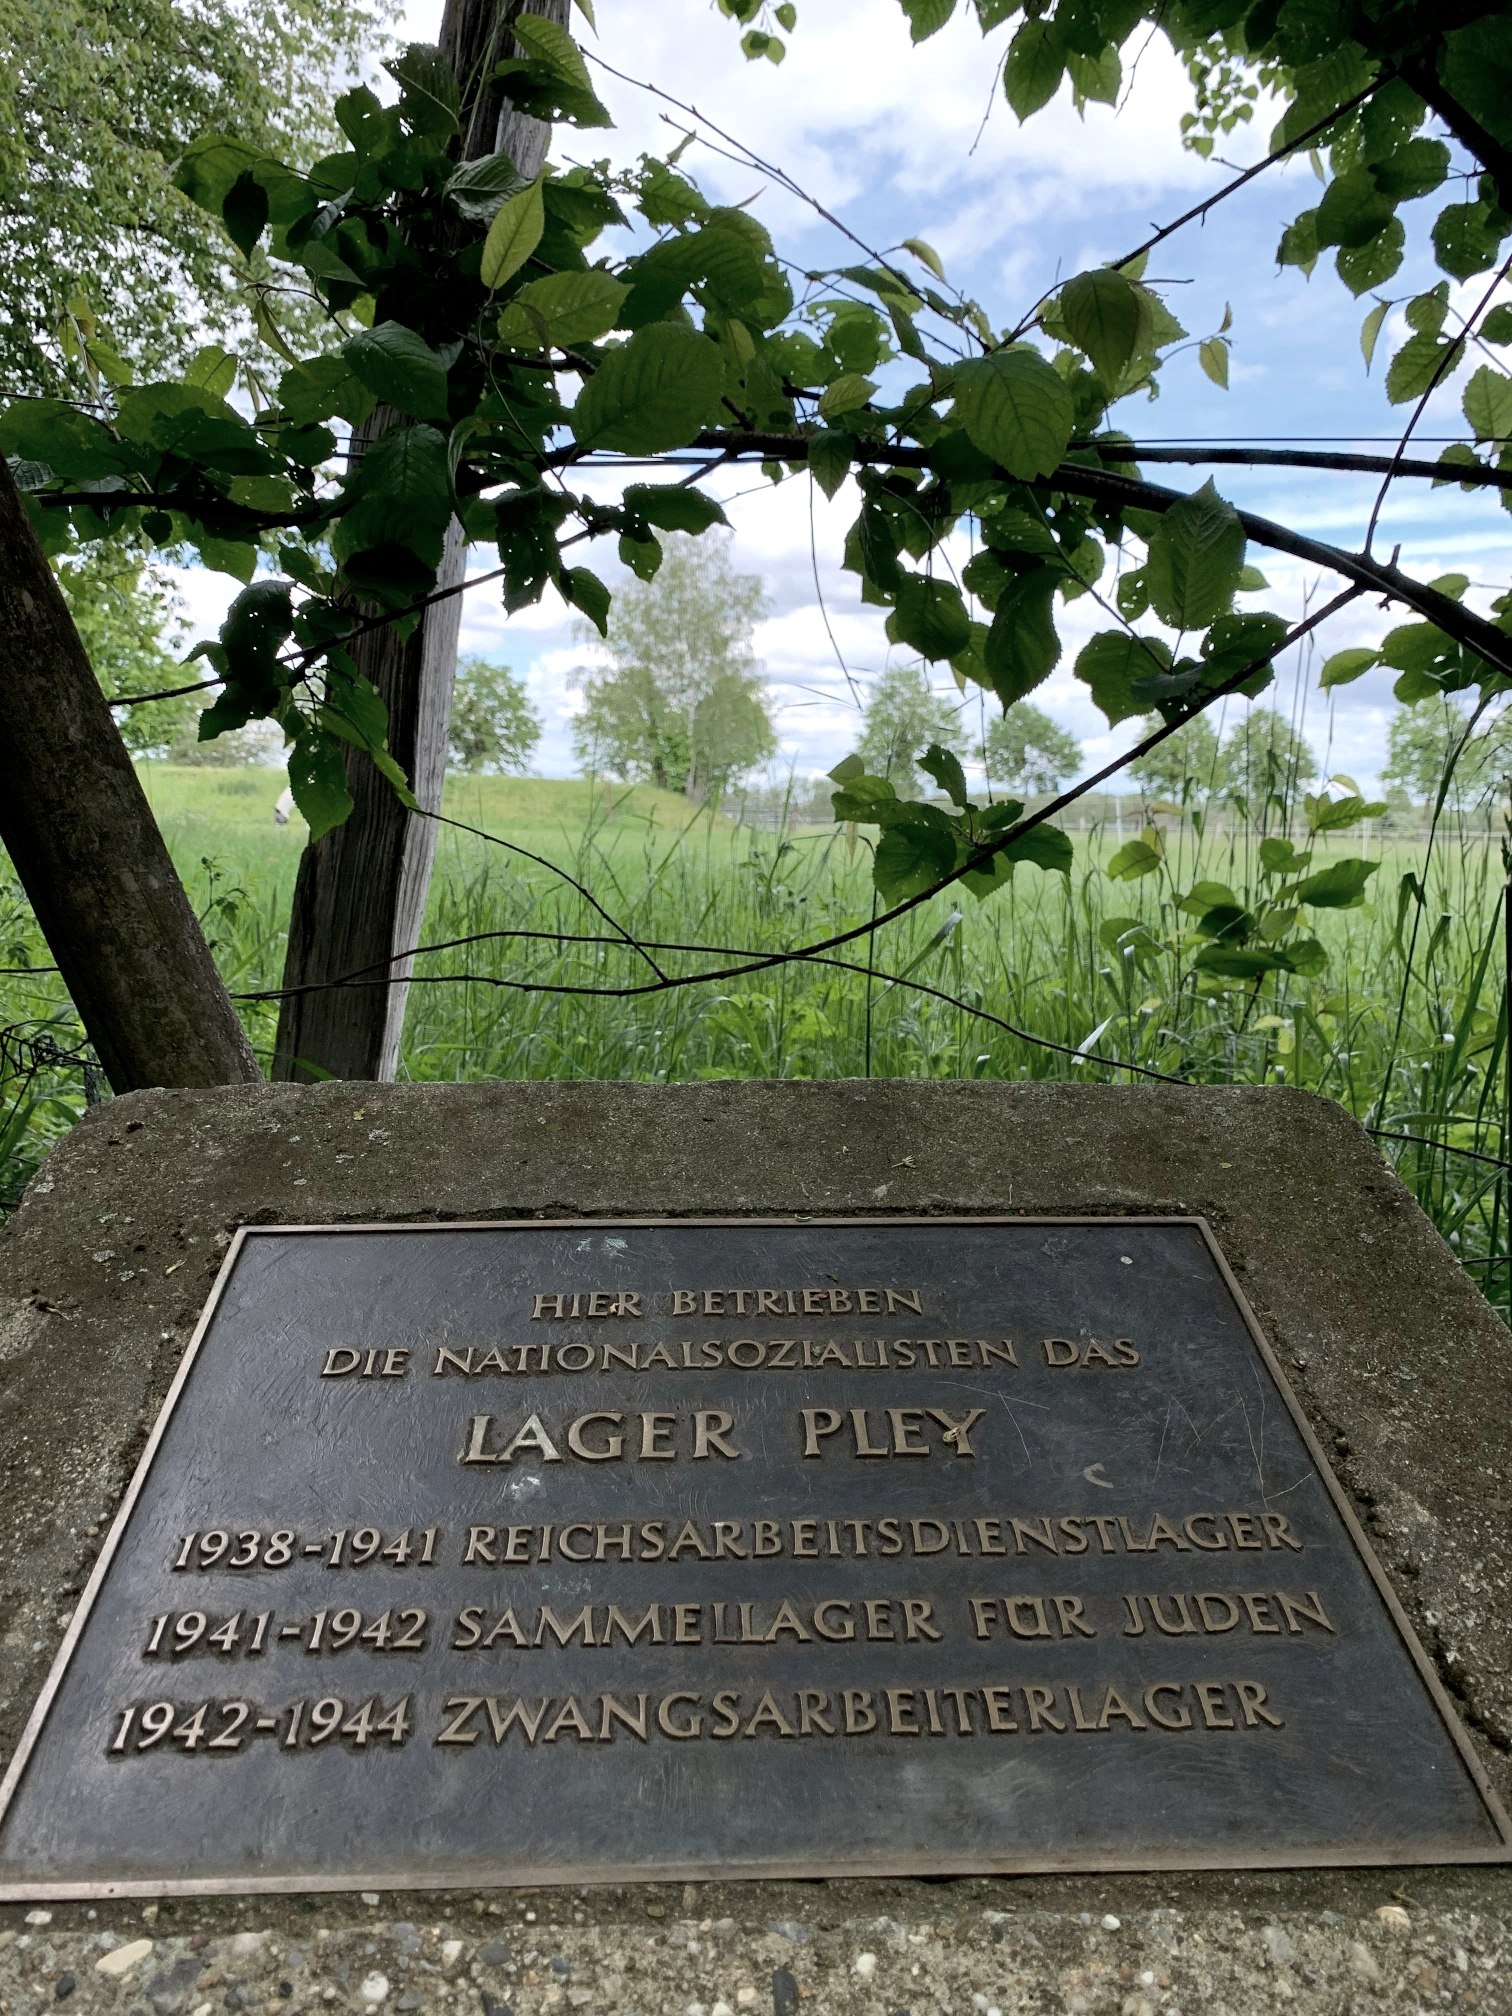 HIER BETRIEBEN
DIE NATIONALSOZIALISTEN DAS
LAGER PLEY
1938-1941 REICHSARBEITSDIENSTLAGER
1941-1942 SAMMELLAGER FÜR JUDEN
1942-1944 ZWANGSARBEITERLAGER